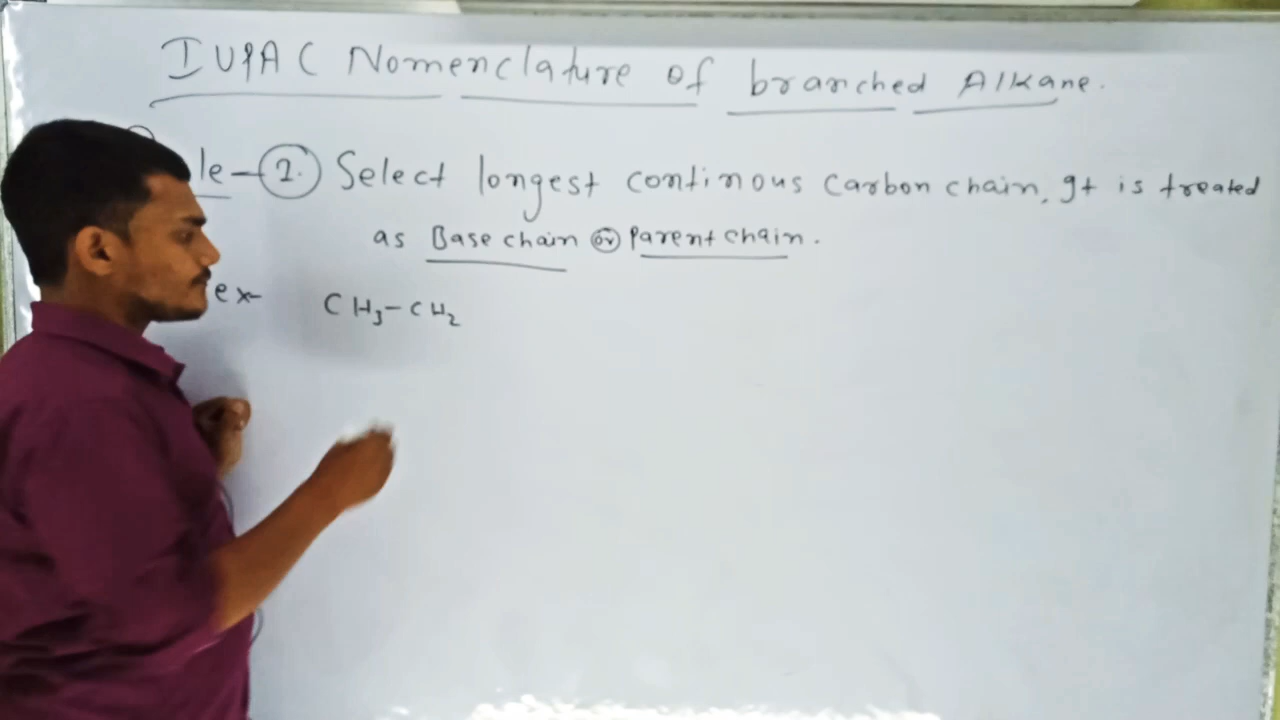 IUPAC Nomenclature of branched Alkane.
le-2. Select longest continous carbon chain, It is treated
as Base chain or Parent chain.
ex- CH₃-CH₂